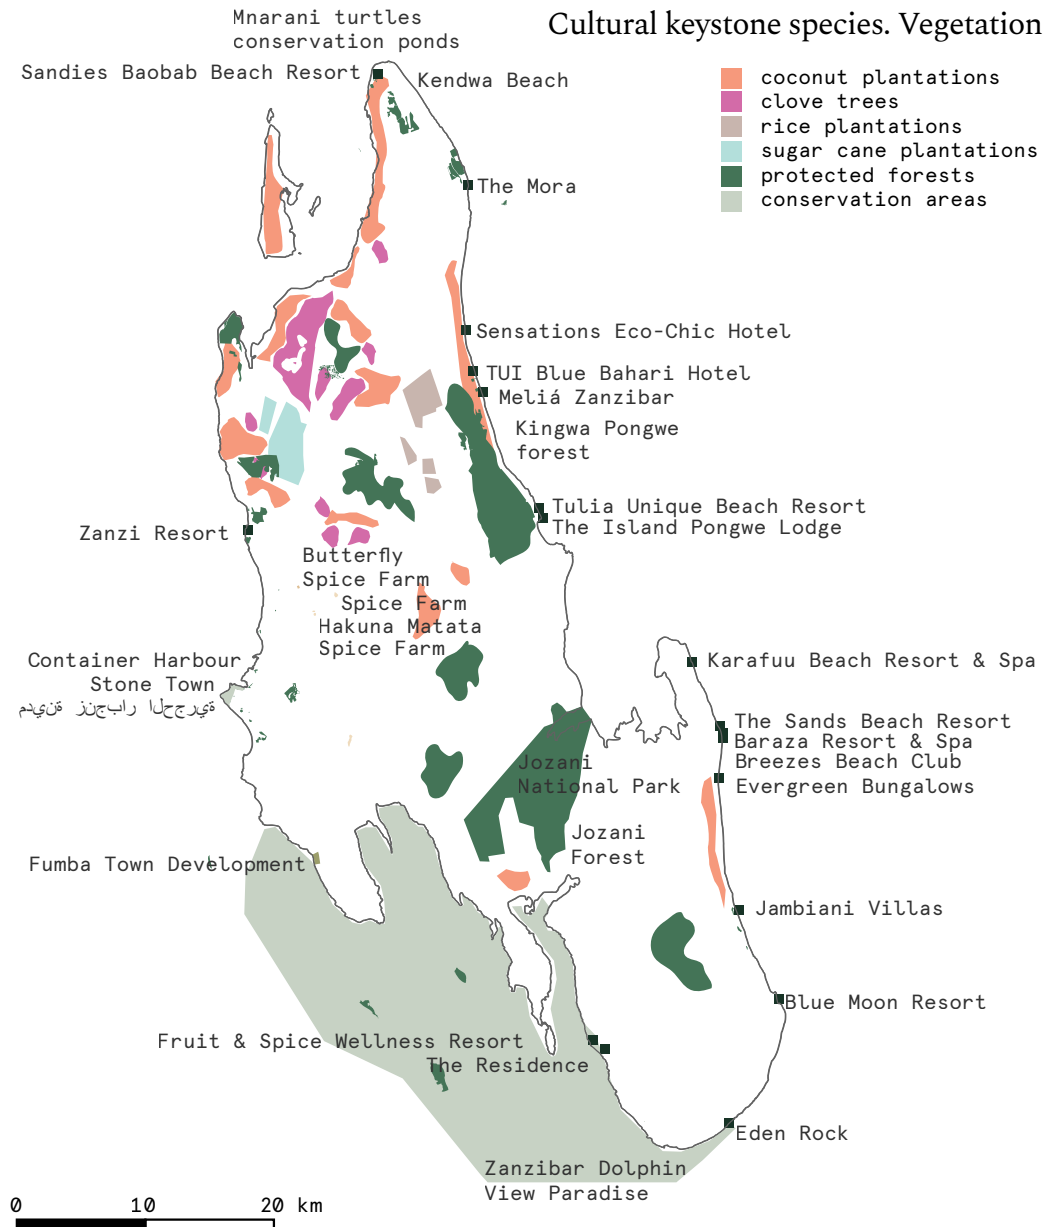 Cultural keystone species. Vegetation
Mnarani turtles
conservation ponds
Sandies Baobab Beach Resort
Kendwa Beach
coconut plantations
clove trees
rice plantations
sugar cane plantations
protected forests
conservation areas
The Mora
Sensations Eco-Chic Hotel
TUI Blue Bahari Hotel
Meliá Zanzibar
Kingwa Pongwe
forest
Tulia Unique Beach Resort
The Island Pongwe Lodge
Zanzi Resort
Butterfly
Spice Farm
Spice Farm
Hakuna Matata
Spice Farm
Container Harbour
Stone Town
ةيرجحلا رابجنز ةنيدم
Karafuu Beach Resort & Spa
The Sands Beach Resort
Baraza Resort & Spa
Breezes Beach Club
Evergreen Bungalows
Jozani
National Park
Jozani
Forest
Fumba Town Development
Jambiani Villas
Blue Moon Resort
Fruit & Spice Wellness Resort
The Residence
Eden Rock
Zanzibar Dolphin
View Paradise
0 10 20 km